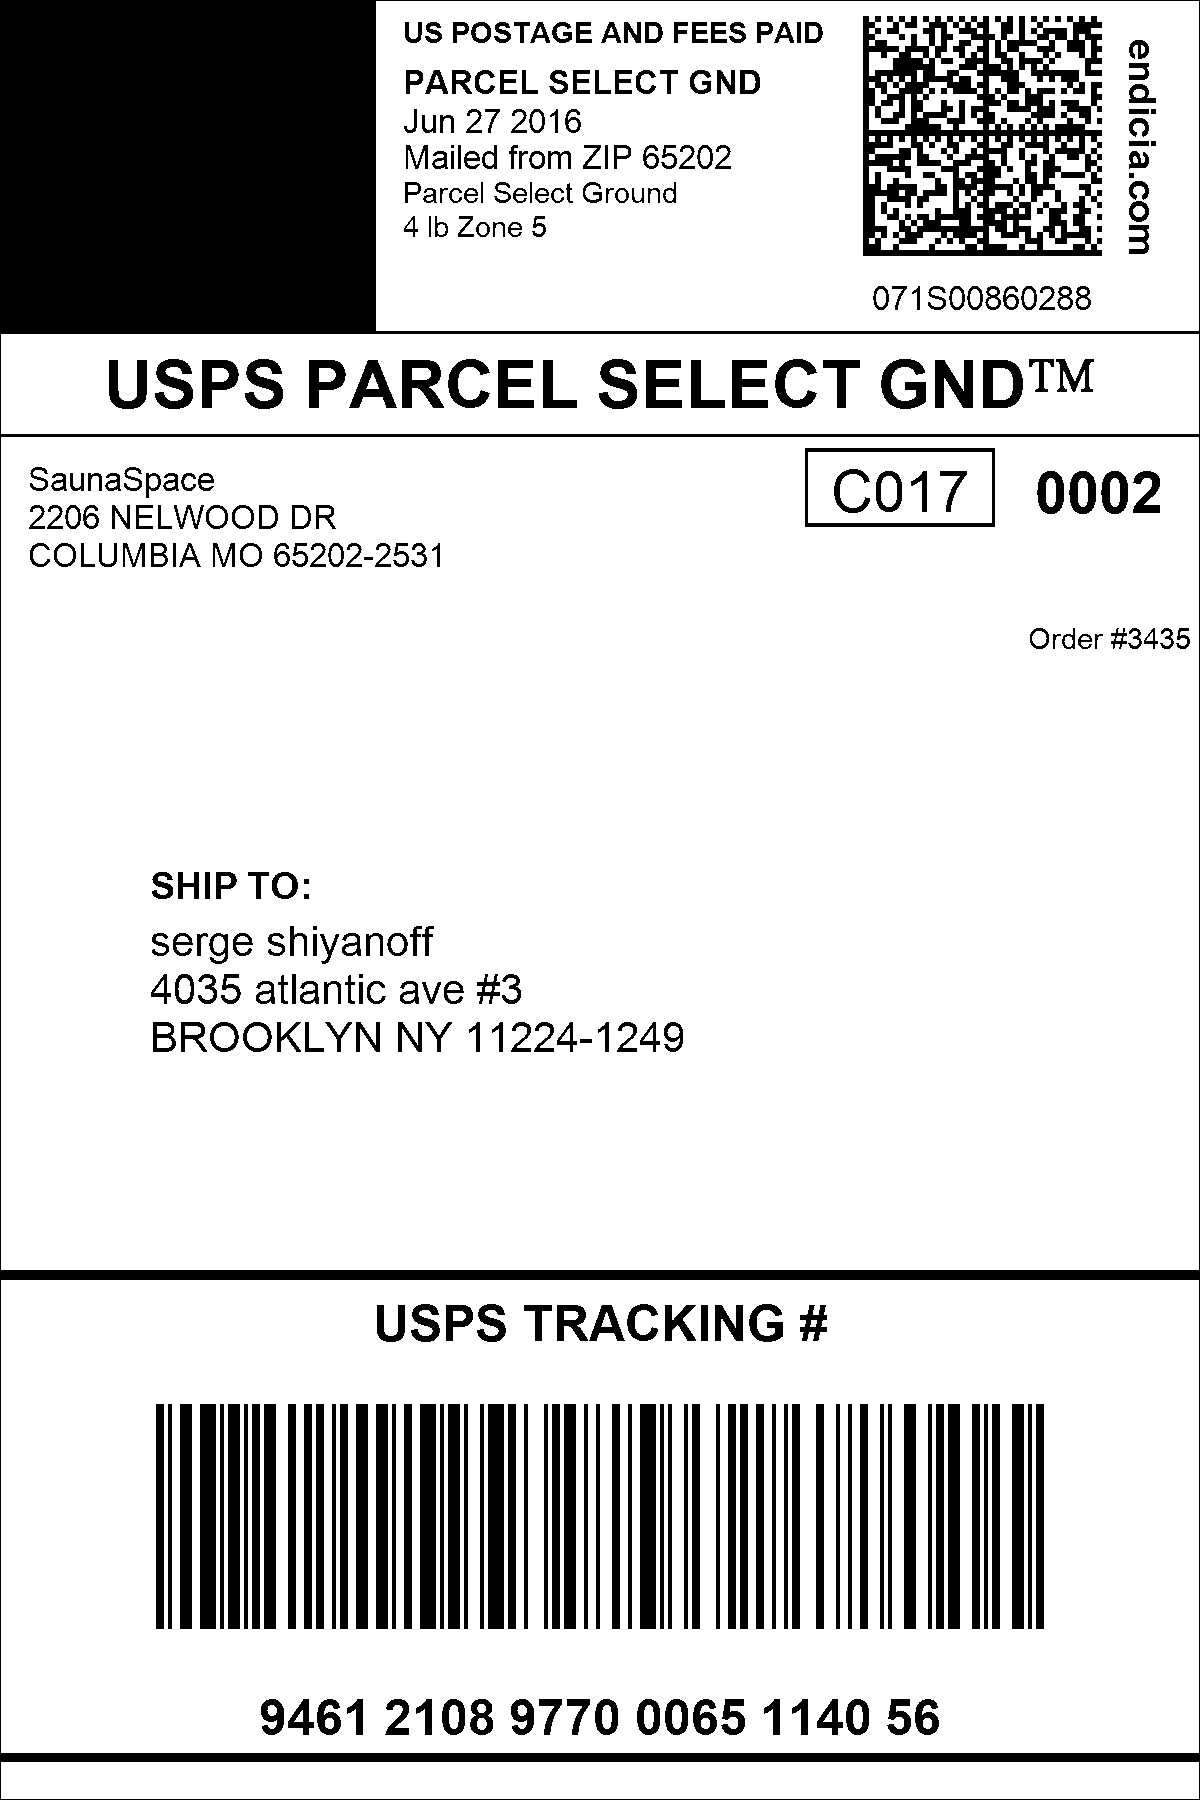 US POSTAGE AND FEES PAID
PARCEL SELECT GND
Jun 27 2016
Mailed from ZIP 65202
Parcel Select Ground
4 lb Zone 5
071S00860288
endicia.com
USPS PARCEL SELECT GND™
SaunaSpace
2206 NELWOOD DR
COLUMBIA MO 65202-2531
C017 0002
Order #3435
SHIP TO:
serge shiyanoff
4035 atlantic ave #3
BROOKLYN NY 11224-1249
USPS TRACKING #
9461 2108 9770 0065 1140 56